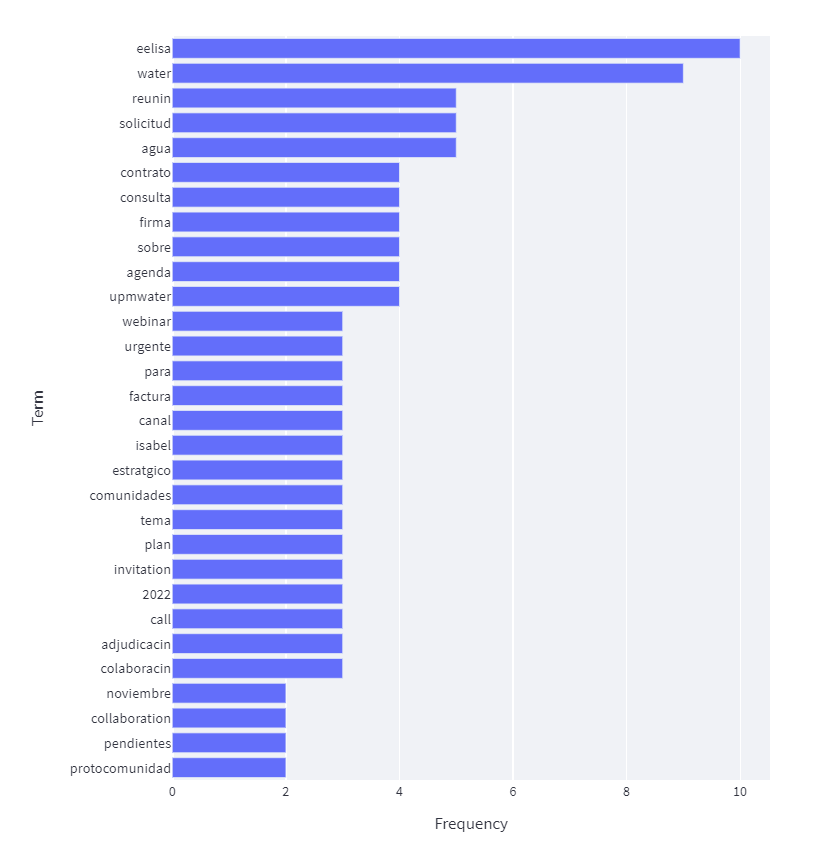 eelisa
water
reunin
solicitud
agua
contrato
consulta
firma
sobre
agenda
upmwater
webinar
urgente
para
factura
canal
isabel
estratgico
comunidades
tema
plan
invitation
2022
call
adjudicacin
colaboracin
noviembre
collaboration
pendientes
protocomunidad
Term
0 2 4 6 8 10
Frequency